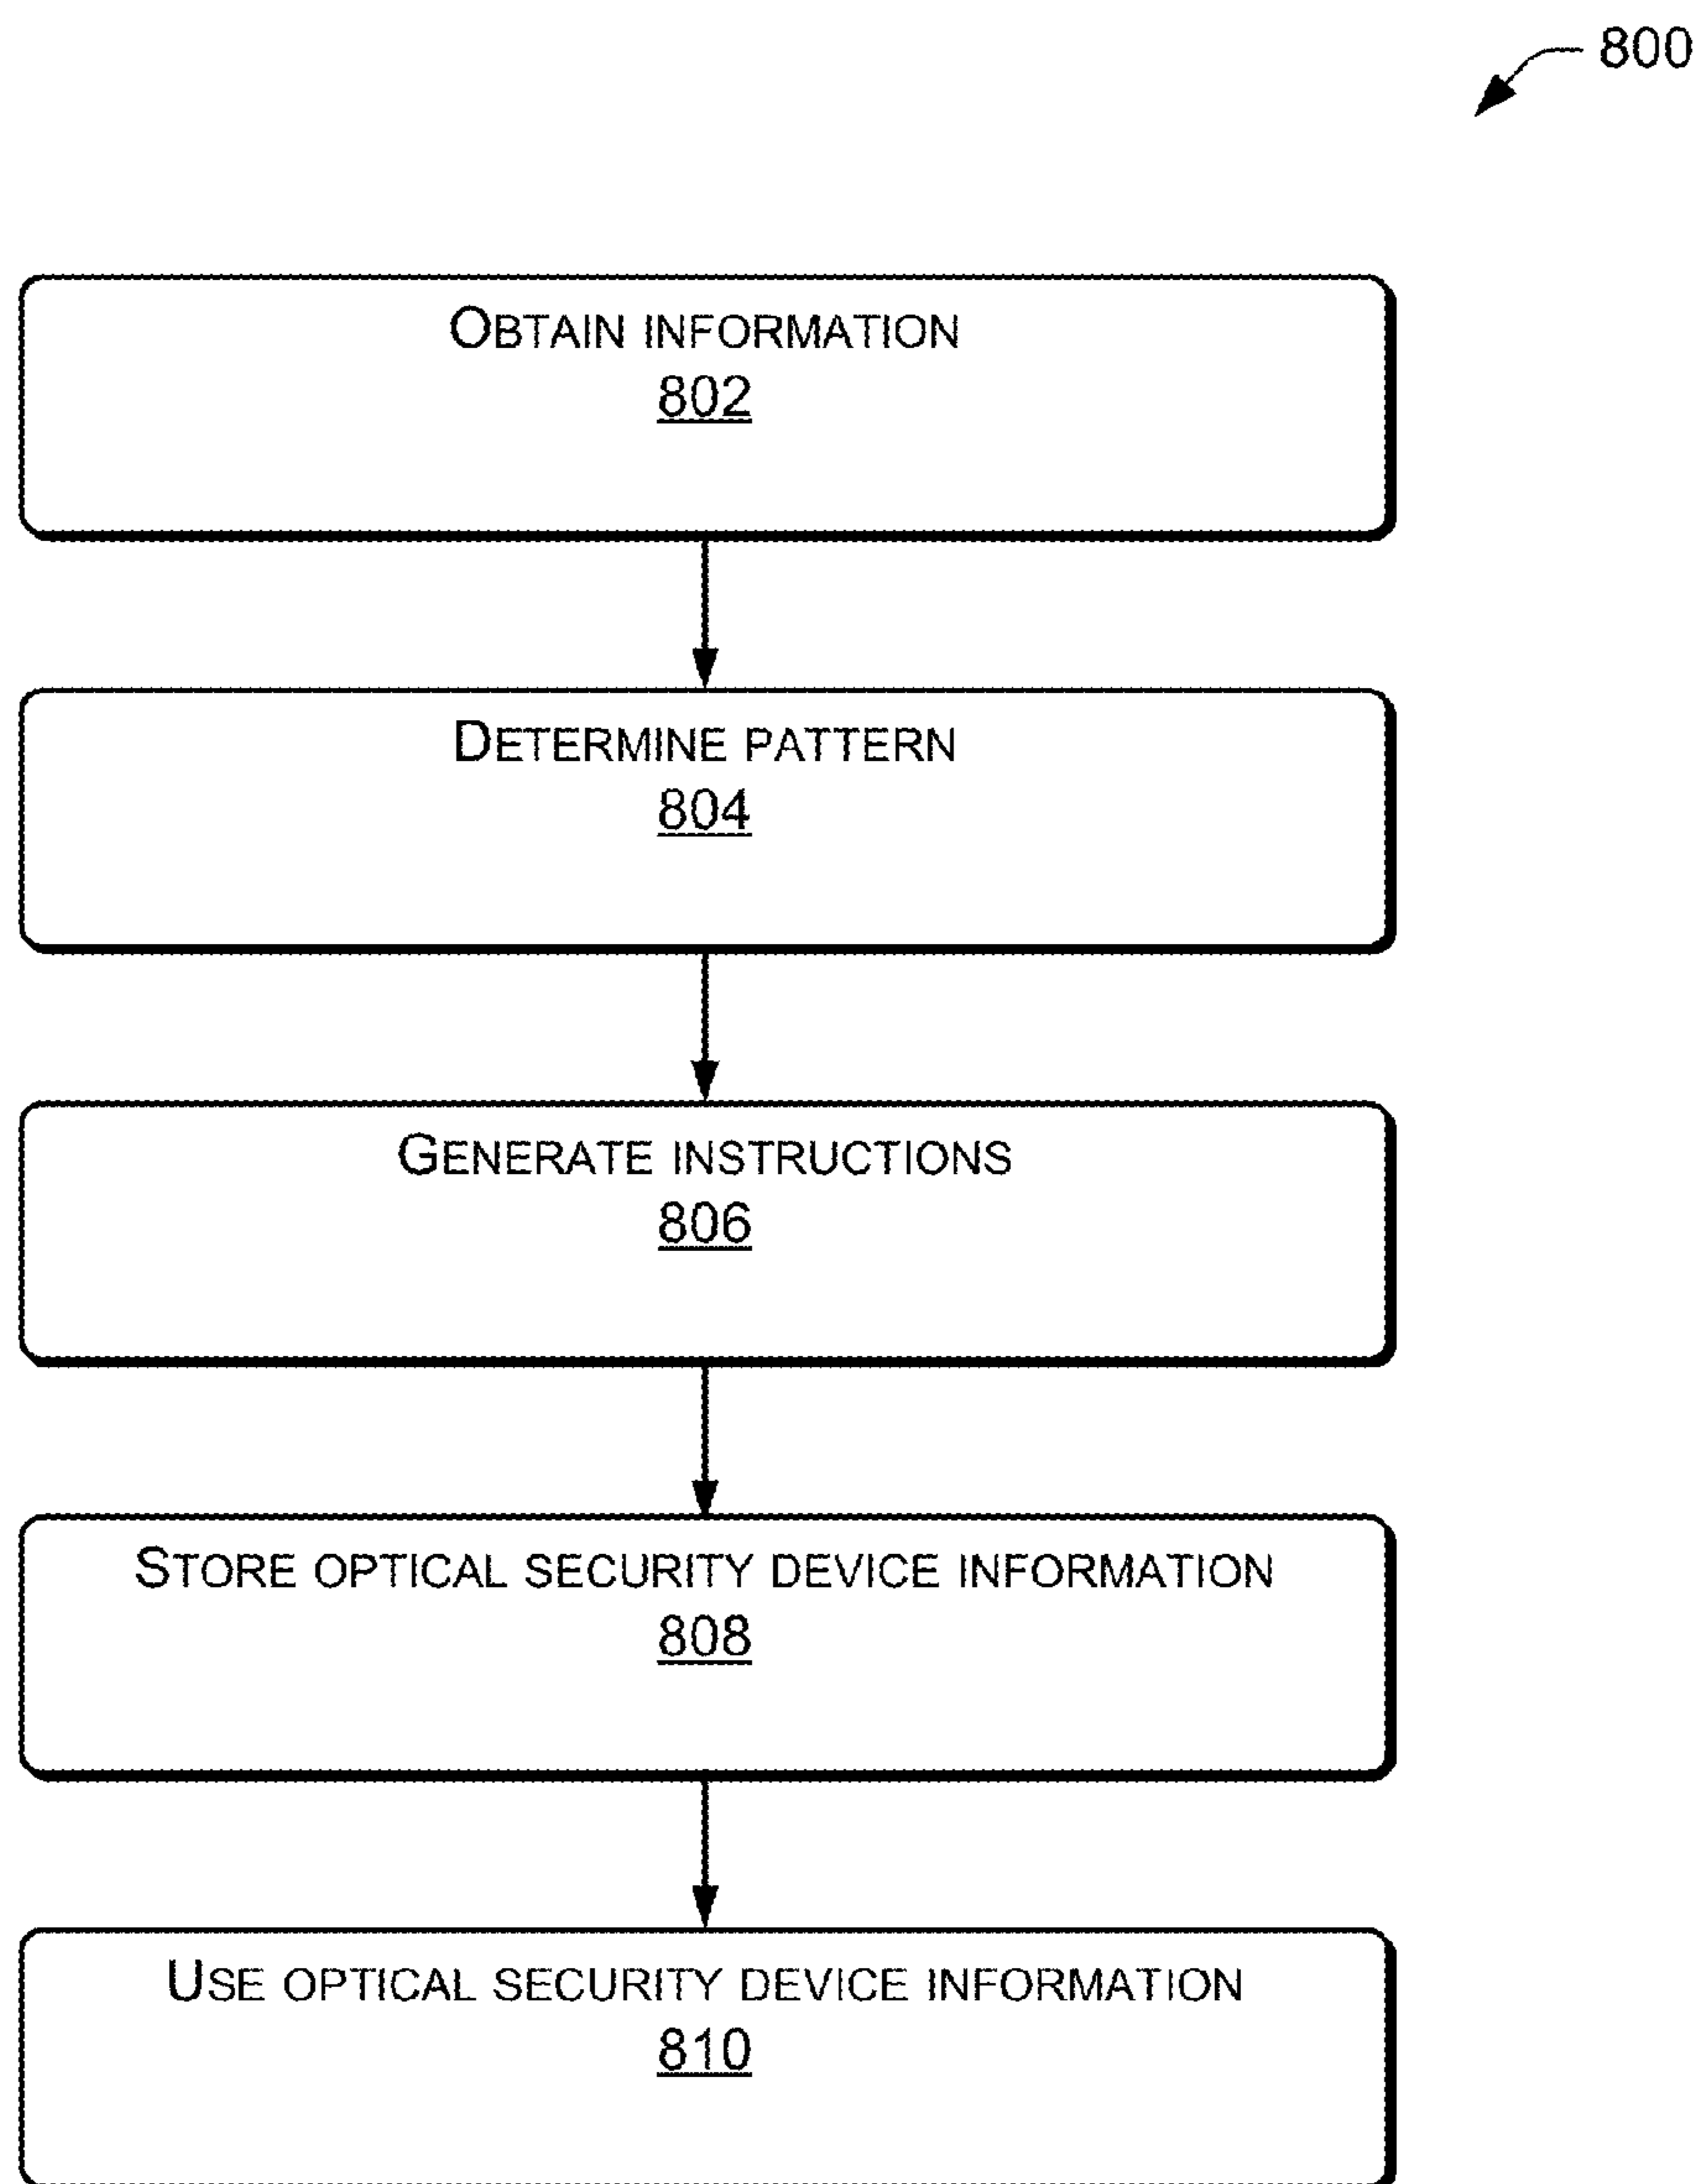 800
OBTAIN INFORMATION
802
DETERMINE PATTERN
804
GENERATE INSTRUCTIONS
806
STORE OPTICAL SECURITY DEVICE INFORMATION
808
USE OPTICAL SECURITY DEVICE INFORMATION
810